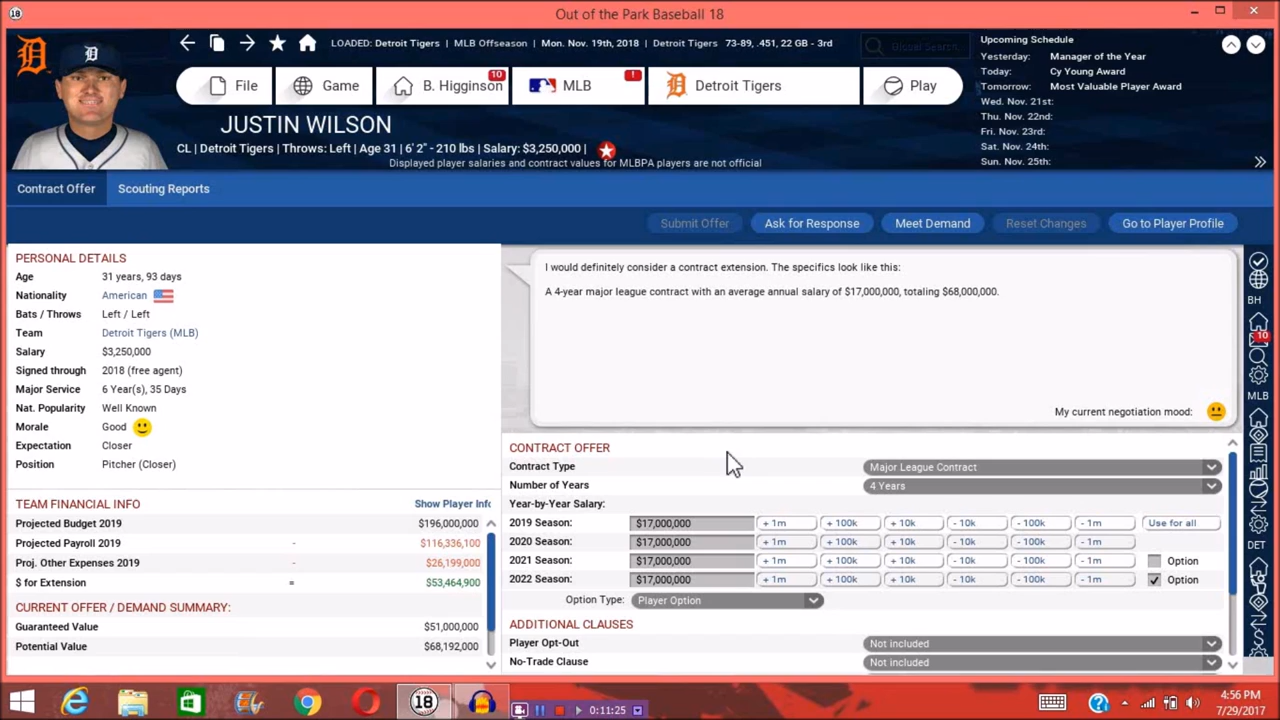 Out of the Park Baseball 18
LOADED: Detroit Tigers | MLB Offseason | Mon. Nov. 19th, 2018 | Detroit Tigers 73-89, .451, 22 GB - 3rd
Global Search
File
Game
B. Higginson 10
MLB !
Detroit Tigers
Play
Upcoming Schedule
Yesterday: Manager of the Year
Today: Cy Young Award
Tomorrow: Most Valuable Player Award
Wed. Nov. 21st:
Thu. Nov. 22nd:
Fri. Nov. 23rd:
Sat. Nov. 24th:
Sun. Nov. 25th:
JUSTIN WILSON
CL | Detroit Tigers | Throws: Left | Age 31 | 6' 2" - 210 lbs | Salary: $3,250,000 |
Displayed player salaries and contract values for MLBPA players are not official
Contract Offer
Scouting Reports
Submit Offer
Ask for Response
Meet Demand
Reset Changes
Go to Player Profile
PERSONAL DETAILS
Age 31 years, 93 days
Nationality American
Bats / Throws Left / Left
Team Detroit Tigers (MLB)
Salary $3,250,000
Signed through 2018 (free agent)
Major Service 6 Year(s), 35 Days
Nat. Popularity Well Known
Morale Good
Expectation Closer
Position Pitcher (Closer)
TEAM FINANCIAL INFO Show Player Info
Projected Budget 2019 $196,000,000
Projected Payroll 2019 - $116,336,100
Proj. Other Expenses 2019 - $26,199,000
$ for Extension = $53,464,900
CURRENT OFFER / DEMAND SUMMARY:
Guaranteed Value $51,000,000
Potential Value $68,192,000
I would definitely consider a contract extension. The specifics look like this:
A 4-year major league contract with an average annual salary of $17,000,000, totaling $68,000,000.
My current negotiation mood:
CONTRACT OFFER
Contract Type Major League Contract
Number of Years 4 Years
Year-by-Year Salary:
2019 Season: $17,000,000 + 1m + 100k + 10k - 10k - 100k - 1m Use for all
2020 Season: $17,000,000 + 1m + 100k + 10k - 10k - 100k - 1m
2021 Season: $17,000,000 + 1m + 100k + 10k - 10k - 100k - 1m Option
2022 Season: $17,000,000 + 1m + 100k + 10k - 10k - 100k - 1m Option
Option Type: Player Option
ADDITIONAL CLAUSES
Player Opt-Out Not included
No-Trade Clause Not included
BH
10
MLB
DET
18
0:11:25
4:56 PM
7/29/2017